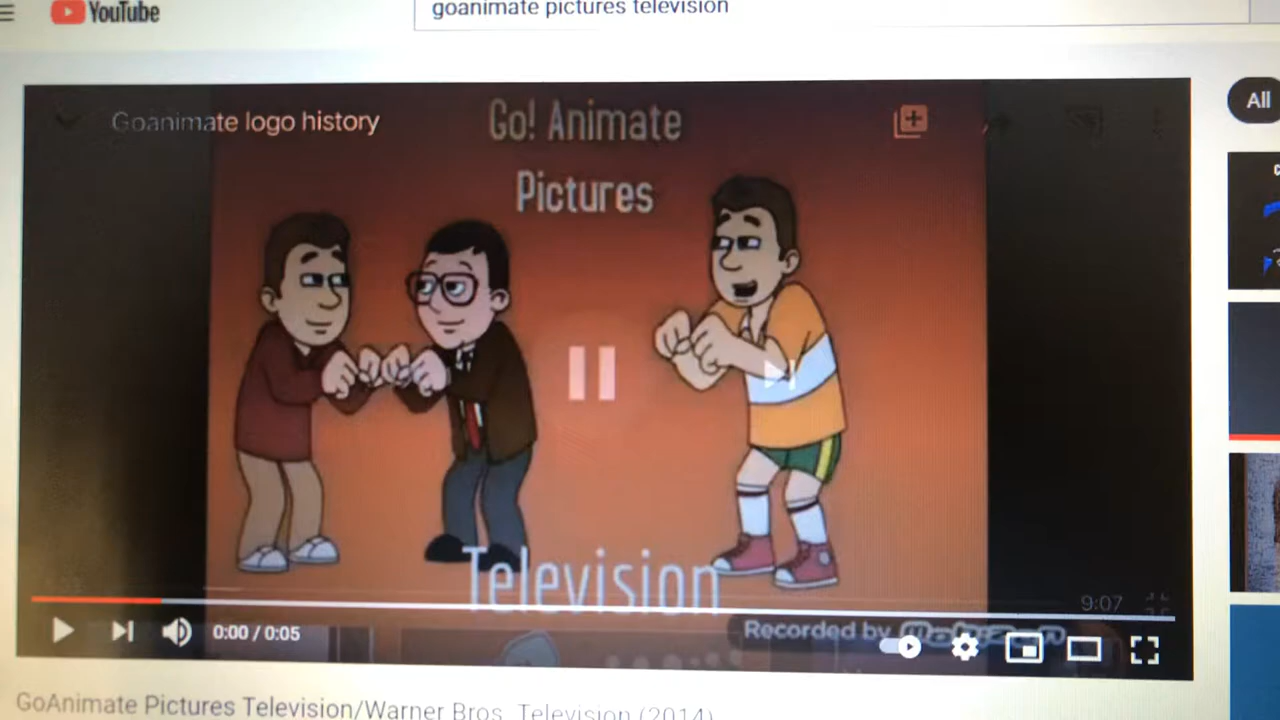 YouTube
goanimate pictures television
All
Goanimate logo history
Go! Animate
Pictures
Television
9:07
0:00 / 0:05
Recorded by
GoAnimate Pictures Television/Warner Bros. Television (2014)